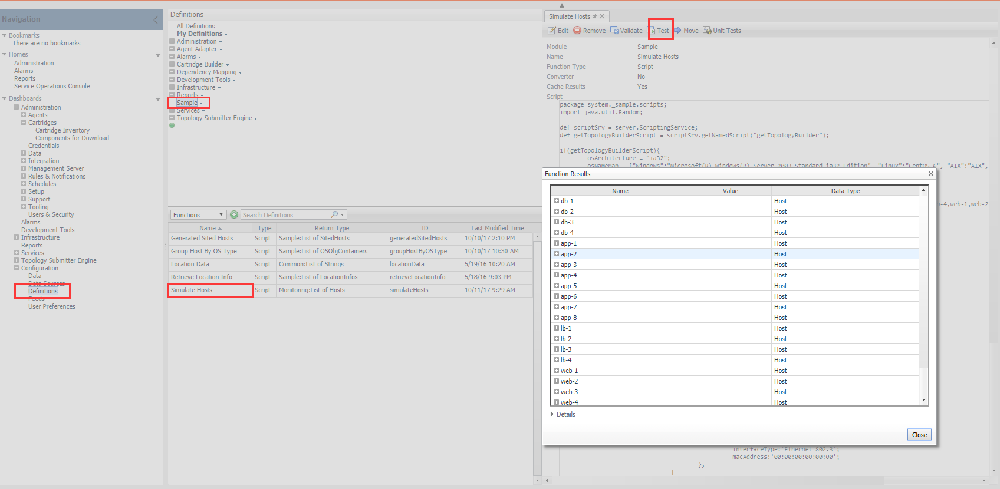 Navigation
Bookmarks
There are no bookmarks
Homes
Administration
Alarms
Reports
Service Operations Console
Dashboards
Administration
Agents
Cartridges
Cartridge Inventory
Components for Download
Credentials
Data
Integration
Management Server
Rules & Notifications
Schedules
Setup
Support
Tooling
Users & Security
Alarms
Development Tools
Infrastructure
Reports
Services
Topology Submitter Engine
Configuration
Data
Data Sources
Definitions
Feeds
User Preferences
Definitions
All Definitions
My Definitions
Administration
Agent Adapter
Alarms
Cartridge Builder
Dependency Mapping
Development Tools
Infrastructure
Reports
Sample
Services
Topology Submitter Engine
Functions Search Definitions
Name Type Return Type ID Last Modified Time
Generated Sited Hosts Script Sample:List of SitedHosts generatedSitedHosts 10/10/17 2:10 PM
Group Host By OS Type Script Sample:List of OSObjContainers groupHostByOSType 10/10/17 10:30 AM
Location Data Script Common:List of Strings locationData 5/19/16 10:20 AM
Retrieve Location Info Script Sample:List of LocationInfos retrieveLocationInfo 5/18/16 9:03 PM
Simulate Hosts Script Monitoring:List of Hosts simulateHosts 10/11/17 9:29 AM
Simulate Hosts
Edit Remove Validate Test Move Unit Tests
Module Sample
Name Simulate Hosts
Function Type Script
Converter No
Cache Results Yes
Script
package system._sample.scripts;
import java.util.Random;
def scriptSrv = server.ScriptingService;
def getTopologyBuilderScript = scriptSrv.getNamedScript("getTopologyBuilder");
if(getTopologyBuilderScript){
osArchitecture = "ia32";
osNameMap = ["Windows":"Microsoft(R) Windows(R) Server 2003 Standard ia32 Edition", "Linux":"CentOS 6", "AIX":"AIX",
-4,web-1,web-2
Function Results
Name Value Data Type
db-1 Host
db-2 Host
db-3 Host
db-4 Host
app-1 Host
app-2 Host
app-3 Host
app-4 Host
app-5 Host
app-6 Host
app-7 Host
app-8 Host
lb-1 Host
lb-2 Host
lb-3 Host
lb-4 Host
web-1 Host
web-2 Host
web-3 Host
web-4 Host
Details
Close
_ interfaceType:'Ethernet 802.3';
_ macAddress:'00:00:00:00:00:00';
},
]